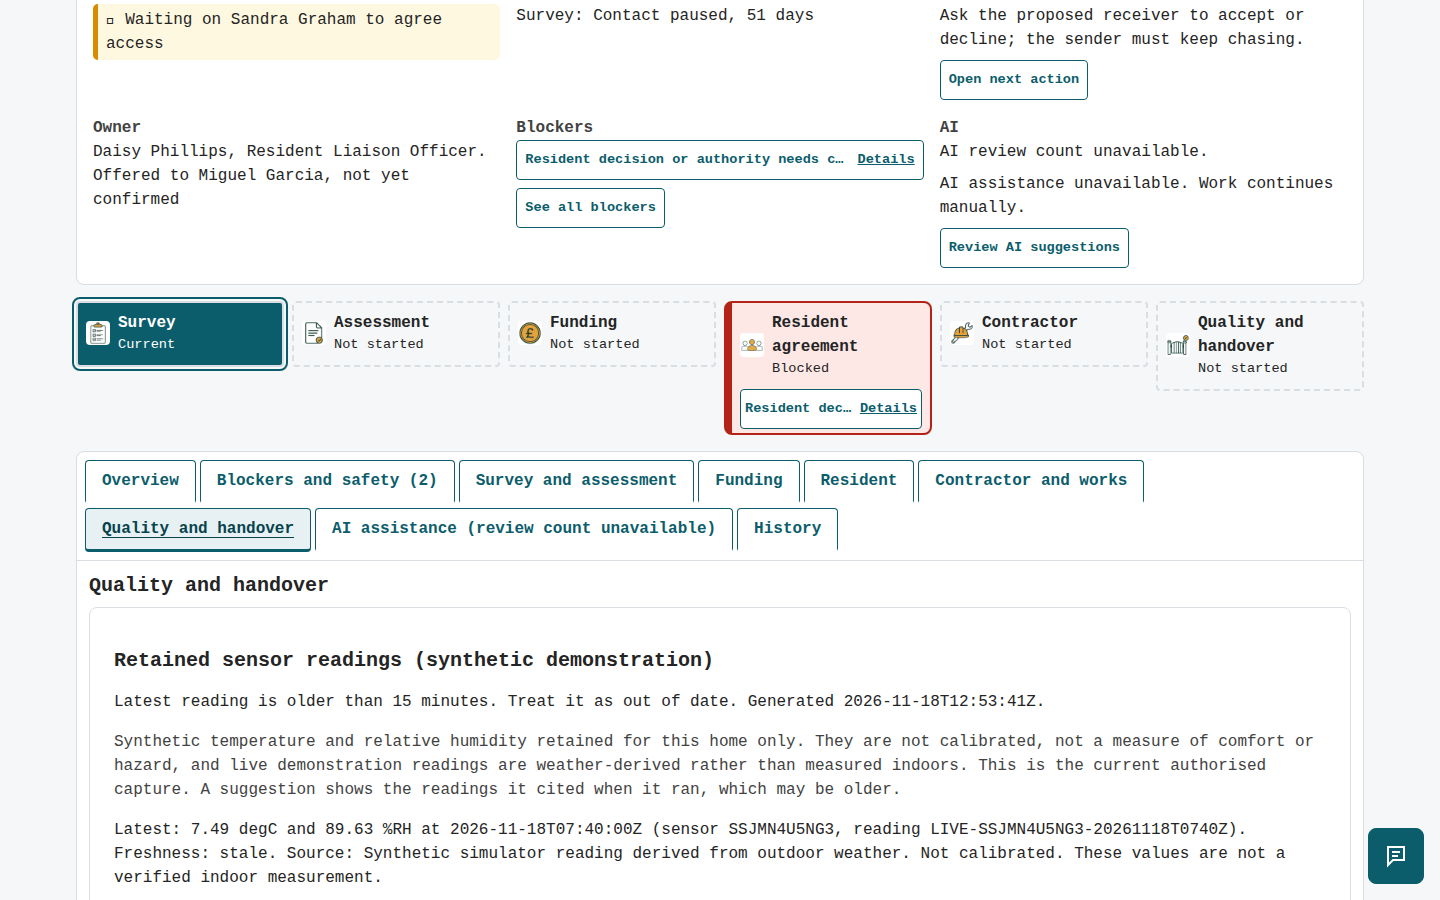 Waiting on Sandra Graham to agree
access
Survey: Contact paused, 51 days
Ask the proposed receiver to accept or
decline; the sender must keep chasing.
Open next action
Owner
Daisy Phillips, Resident Liaison Officer.
Offered to Miguel Garcia, not yet
confirmed
Blockers
Resident decision or authority needs c… Details
See all blockers
AI
AI review count unavailable.
AI assistance unavailable. Work continues
manually.
Review AI suggestions
Survey
Current
Assessment
Not started
Funding
Not started
Resident
agreement
Blocked
Resident dec… Details
Contractor
Not started
Quality and
handover
Not started
Overview
Blockers and safety (2)
Survey and assessment
Funding
Resident
Contractor and works
Quality and handover
AI assistance (review count unavailable)
History
Quality and handover
Retained sensor readings (synthetic demonstration)
Latest reading is older than 15 minutes. Treat it as out of date. Generated 2026-11-18T12:53:41Z.
Synthetic temperature and relative humidity retained for this home only. They are not calibrated, not a measure of comfort or
hazard, and live demonstration readings are weather-derived rather than measured indoors. This is the current authorised
capture. A suggestion shows the readings it cited when it ran, which may be older.
Latest: 7.49 degC and 89.63 %RH at 2026-11-18T07:40:00Z (sensor SSJMN4U5NG3, reading LIVE-SSJMN4U5NG3-20261118T0740Z).
Freshness: stale. Source: Synthetic simulator reading derived from outdoor weather. Not calibrated. These values are not a
verified indoor measurement.